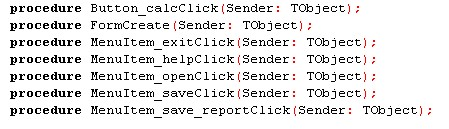 procedure Button_calcClick(Sender: TObject);
procedure FormCreate(Sender: TObject);
procedure MenuItem_exitClick(Sender: TObject);
procedure MenuItem_helpClick(Sender: TObject);
procedure MenuItem_openClick(Sender: TObject);
procedure MenuItem_saveClick(Sender: TObject);
procedure MenuItem_save_reportClick(Sender: TObject);